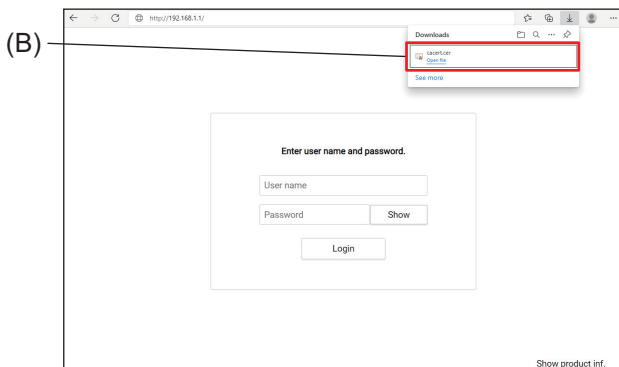 http://192.168.1.1/
(B)
Downloads
cacert.cer
Open file
See more
Enter user name and password.
User name
Password
Show
Login
Show product inf.